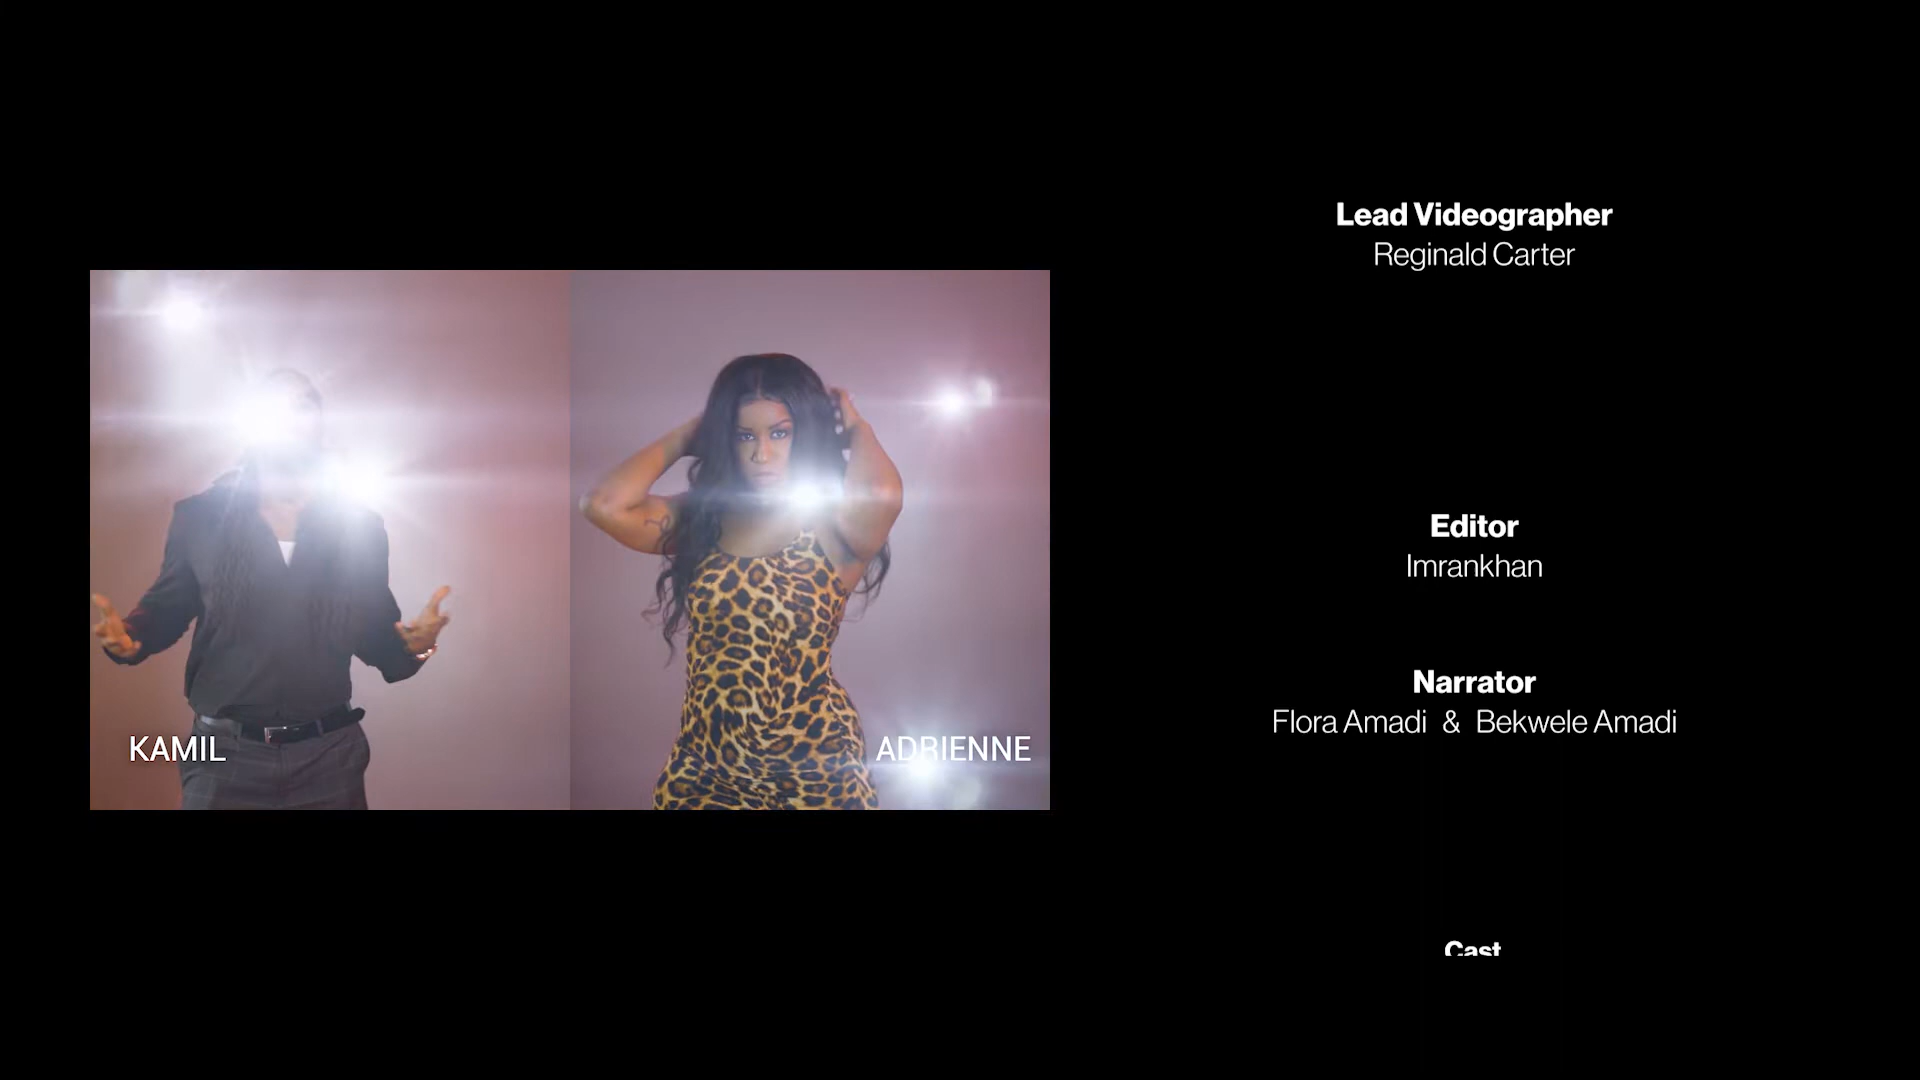 KAMIL
ADRIENNE
Lead Videographer
Reginald Carter
Editor
Imrankhan
Narrator
Flora Amadi & Bekwele Amadi
Cast